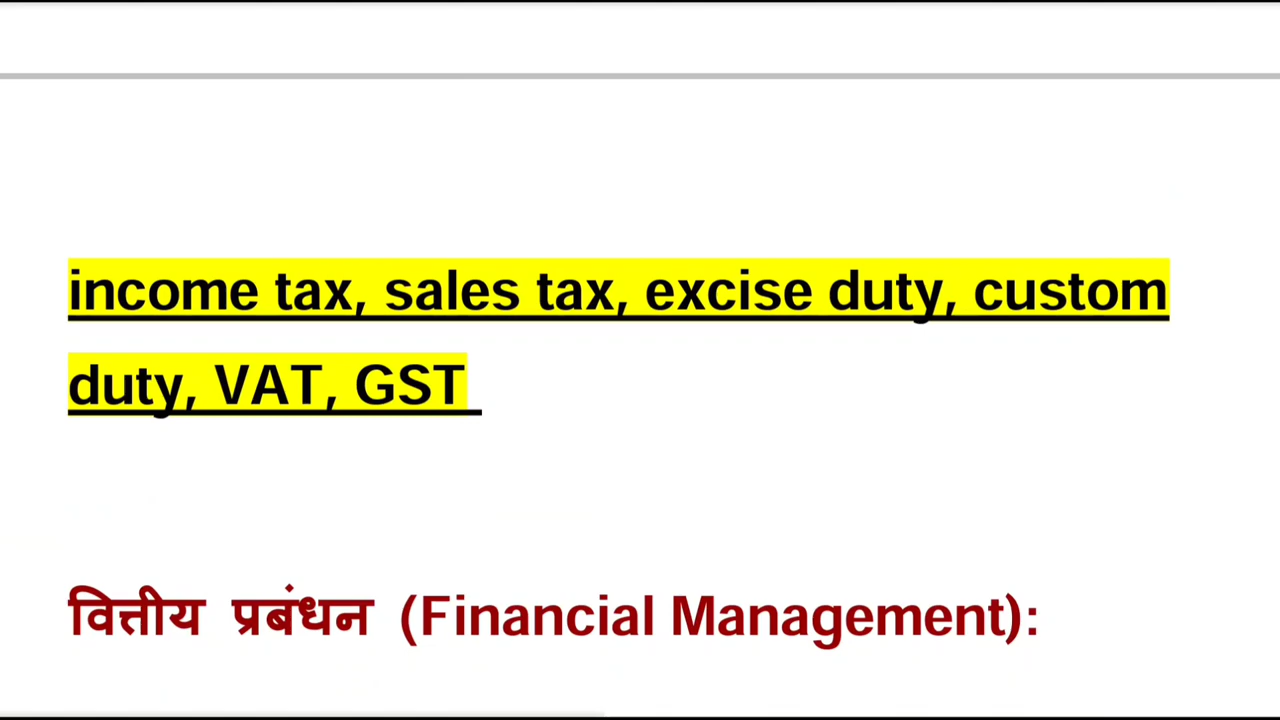 income tax, sales tax, excise duty, custom
duty, VAT, GST
वित्तीय प्रबंधन (Financial Management):